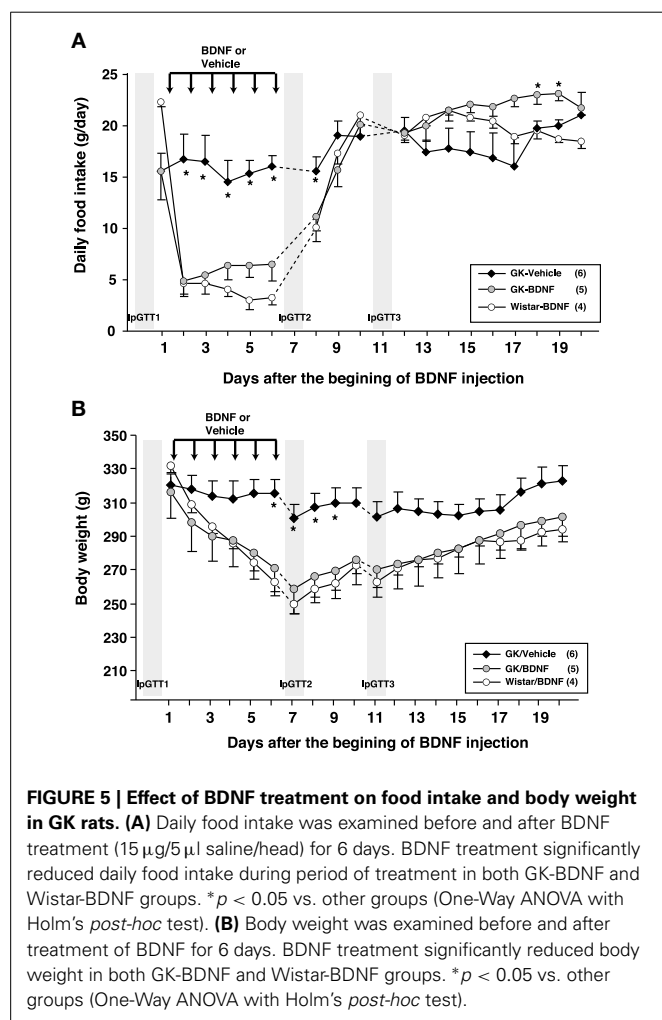 A
BDNF or
Vehicle
Daily food intake (g/day)
25
20
15
10
5
0
* * * * * * * *
IpGTT1
IpGTT2
IpGTT3
GK-Vehicle (6)
GK-BDNF (5)
Wistar-BDNF (4)
1 3 5 7 9 11 13 15 17 19
Days after the begining of BDNF injection
B
BDNF or
Vehicle
Body weight (g)
350
330
310
290
270
250
230
210
* * * *
IpGTT1
IpGTT2
IpGTT3
GK/Vehicle (6)
GK/BDNF (5)
Wistar/BDNF (4)
1 3 5 7 9 11 13 15 17 19
Days after the begining of BDNF injection
FIGURE 5 | Effect of BDNF treatment on food intake and body weight
in GK rats. (A) Daily food intake was examined before and after BDNF
treatment (15 µg/5 µl saline/head) for 6 days. BDNF treatment significantly
reduced daily food intake during period of treatment in both GK-BDNF and
Wistar-BDNF groups. *p < 0.05 vs. other groups (One-Way ANOVA with
Holm's post-hoc test). (B) Body weight was examined before and after
treatment of BDNF for 6 days. BDNF treatment significantly reduced body
weight in both GK-BDNF and Wistar-BDNF groups. *p < 0.05 vs. other
groups (One-Way ANOVA with Holm's post-hoc test).